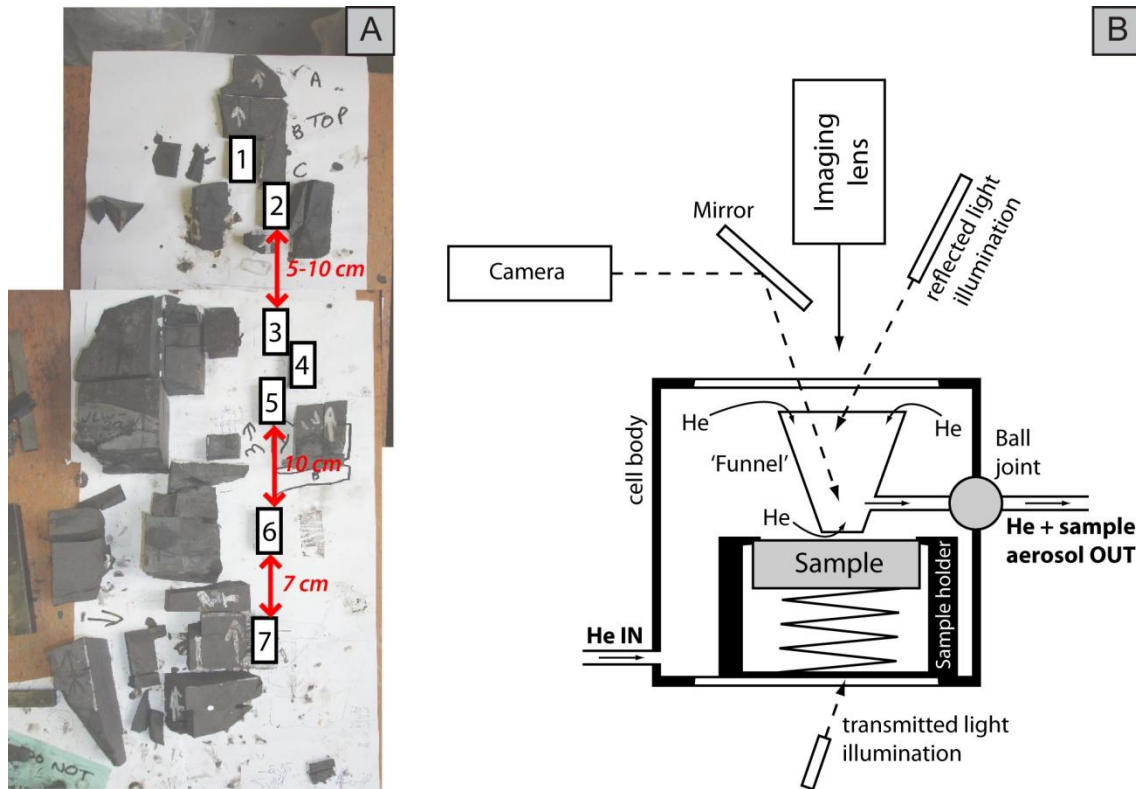 A
A
B TOP
C
1
2
5-10 cm
3
4
5
10 cm
6
7 cm
7
DO NOT
B
Imaging
lens
Mirror
reflected light
illumination
Camera
cell body
He
He
'Funnel'
He
Ball
joint
He + sample
aerosol OUT
Sample
Sample holder
He IN
transmitted light
illumination